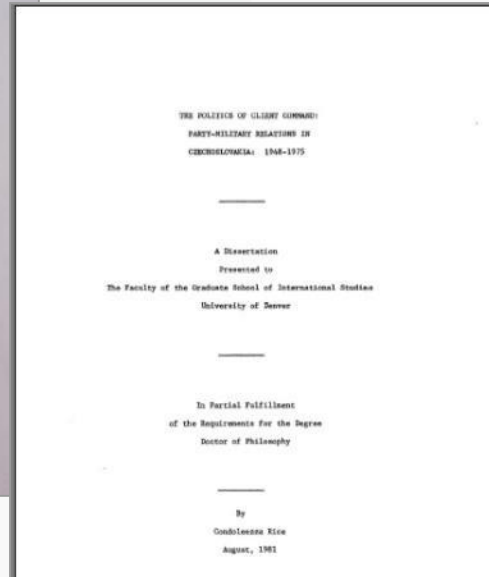 THE POLITICS OF CLIENT COMMAND:
PARTY-MILITARY RELATIONS IN
CZECHOSLOVAKIA: 1948-1975
A Dissertation
Presented to
The Faculty of the Graduate School of International Studies
University of Denver
In Partial Fulfillment
of the Requirements for the Degree
Doctor of Philosophy
By
Condoleezza Rice
August, 1981